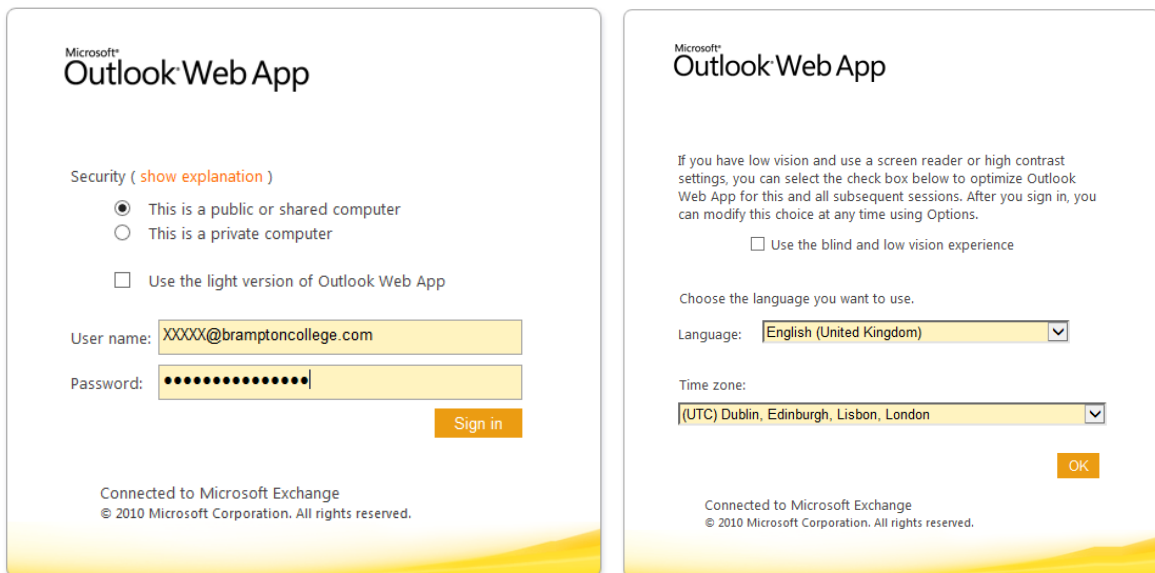 Microsoft®
Outlook Web App
Security ( show explanation )
This is a public or shared computer
This is a private computer
Use the light version of Outlook Web App
User name: XXXXX@bramptoncollege.com
Password: ●●●●●●●●●●●●●●●
Sign in
Connected to Microsoft Exchange
© 2010 Microsoft Corporation. All rights reserved.
Microsoft®
Outlook Web App
If you have low vision and use a screen reader or high contrast
settings, you can select the check box below to optimize Outlook
Web App for this and all subsequent sessions. After you sign in, you
can modify this choice at any time using Options.
Use the blind and low vision experience
Choose the language you want to use.
Language: English (United Kingdom)
Time zone:
(UTC) Dublin, Edinburgh, Lisbon, London
OK
Connected to Microsoft Exchange
© 2010 Microsoft Corporation. All rights reserved.